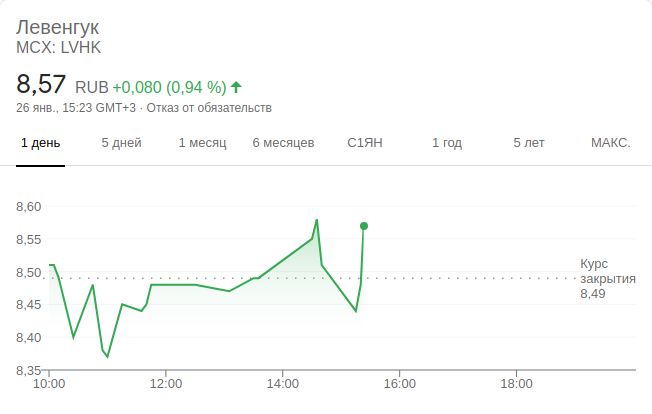 Левенгук
MCX: LVHK
8,57 RUB +0,080 (0,94 %)
26 янв., 15:23 GMT+3 · Отказ от обязательств
1 день 5 дней 1 месяц 6 месяцев С1ЯН 1 год 5 лет МАКС.
8,60
8,55
8,50
8,45
8,40
8,35
Курс
закрытия
8,49
10:00 12:00 14:00 16:00 18:00